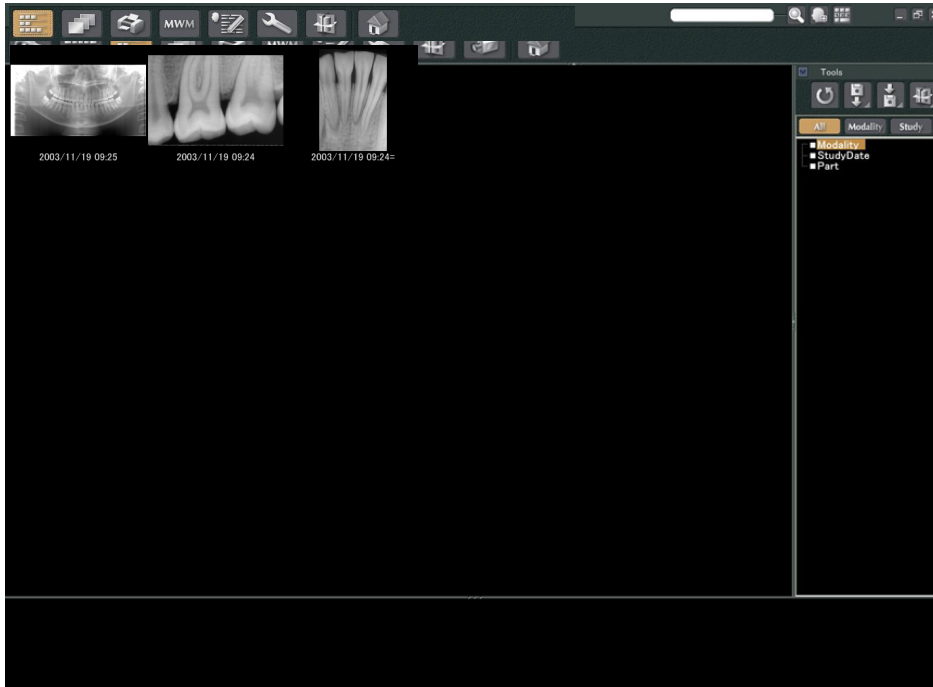 MWM
Tools
All Modality Study
Modality
StudyDate
Part
2003/11/19 09:25 2003/11/19 09:24 2003/11/19 09:24=